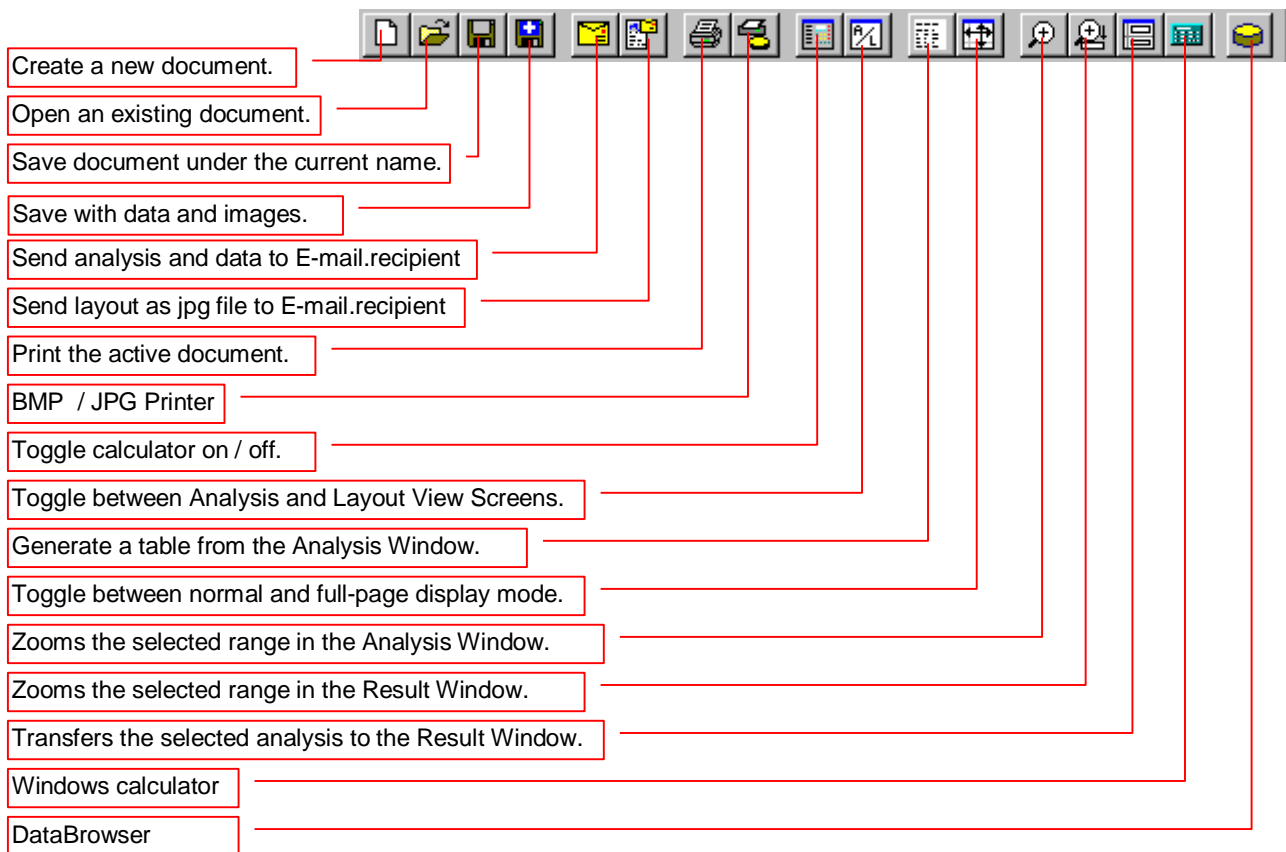 A/L
Create a new document.
Open an existing document.
Save document under the current name.
Save with data and images.
Send analysis and data to E-mail.recipient
Send layout as jpg file to E-mail.recipient
Print the active document.
BMP / JPG Printer
Toggle calculator on / off.
Toggle between Analysis and Layout View Screens.
Generate a table from the Analysis Window.
Toggle between normal and full-page display mode.
Zooms the selected range in the Analysis Window.
Zooms the selected range in the Result Window.
Transfers the selected analysis to the Result Window.
Windows calculator
DataBrowser